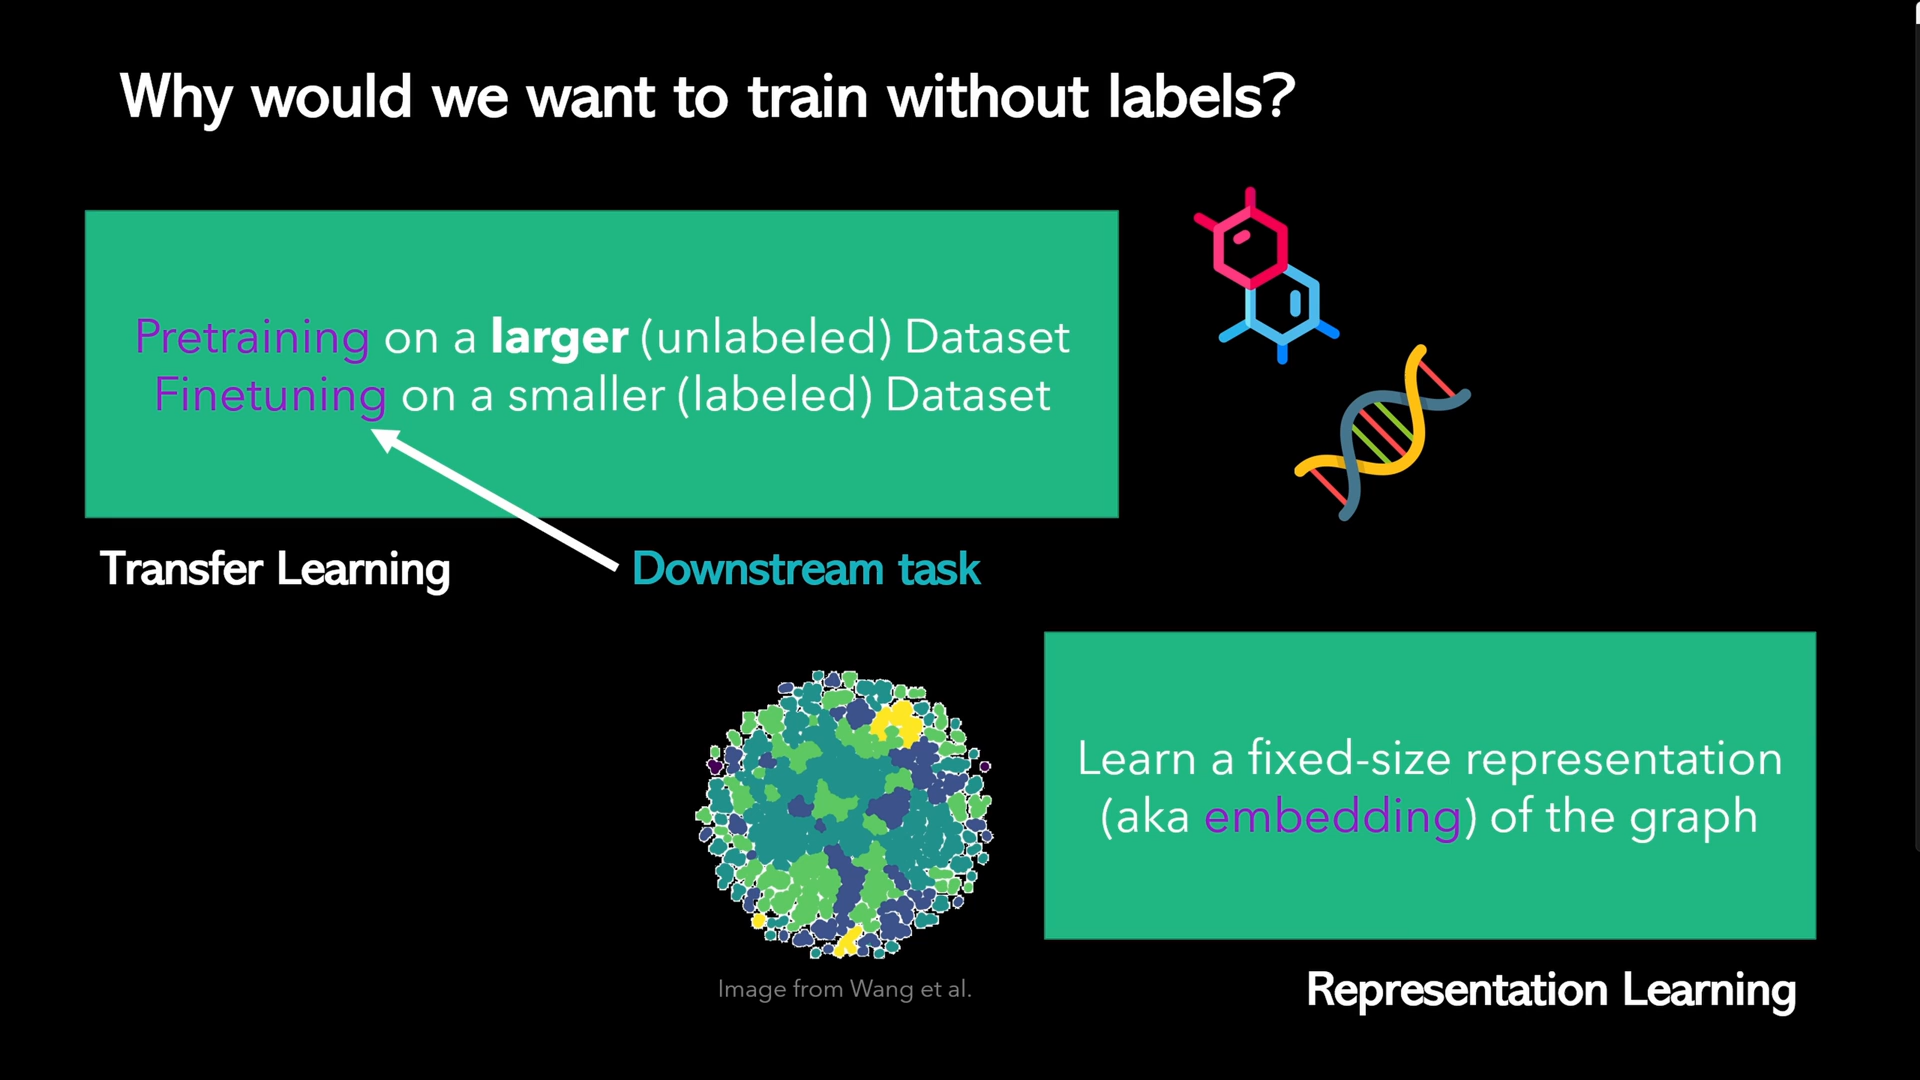 Why would we want to train without labels?
Pretraining on a larger (unlabeled) Dataset
Finetuning on a smaller (labeled) Dataset
Transfer Learning
Downstream task
Learn a fixed-size representation
(aka embedding) of the graph
Image from Wang et al.
Representation Learning